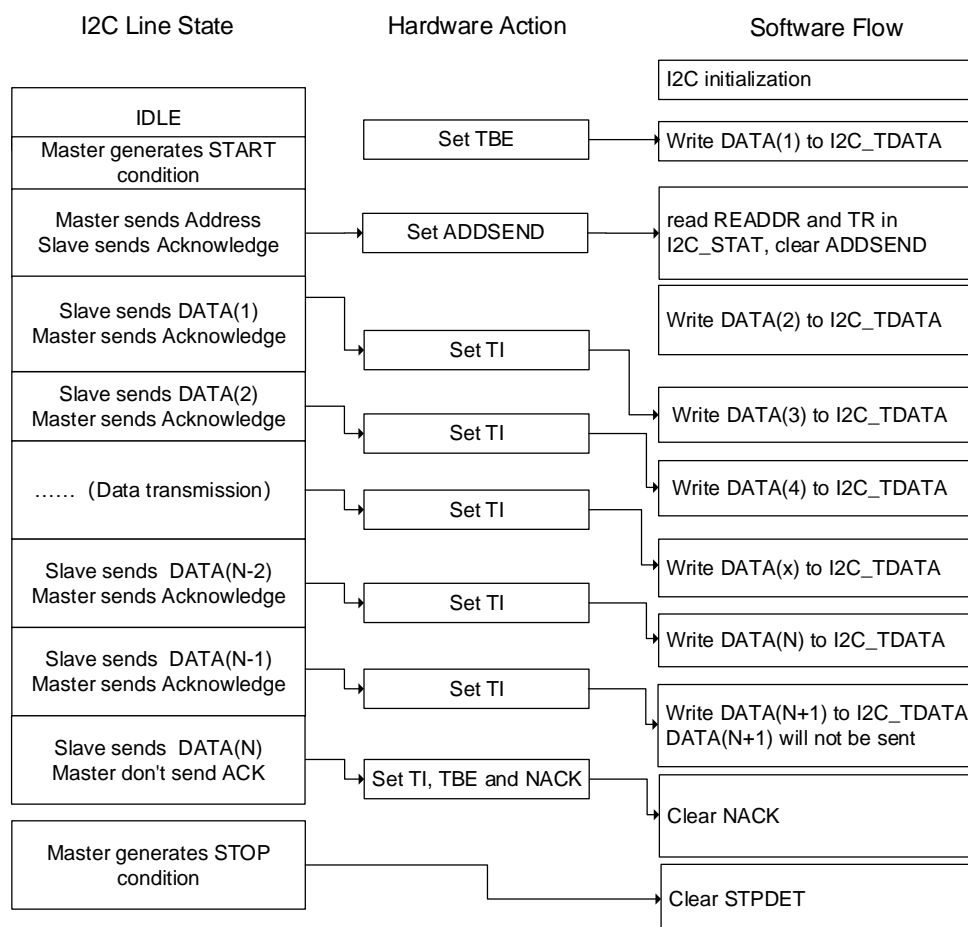 I2C Line State
Hardware Action
Software Flow
I2C initialization
IDLE
Set TBE
Write DATA(1) to I2C_TDATA
Master generates START
condition
Master sends Address
Slave sends Acknowledge
Set ADDSEND
read READDR and TR in
I2C_STAT, clear ADDSEND
Slave sends DATA(1)
Master sends Acknowledge
Write DATA(2) to I2C_TDATA
Set TI
Slave sends DATA(2)
Master sends Acknowledge
Write DATA(3) to I2C_TDATA
Set TI
…… (Data transmission)
Write DATA(4) to I2C_TDATA
Set TI
Write DATA(x) to I2C_TDATA
Slave sends DATA(N-2)
Master sends Acknowledge
Set TI
Write DATA(N) to I2C_TDATA
Slave sends DATA(N-1)
Master sends Acknowledge
Set TI
Write DATA(N+1) to I2C_TDATA
DATA(N+1) will not be sent
Slave sends DATA(N)
Master don't send ACK
Set TI, TBE and NACK
Clear NACK
Master generates STOP
condition
Clear STPDET